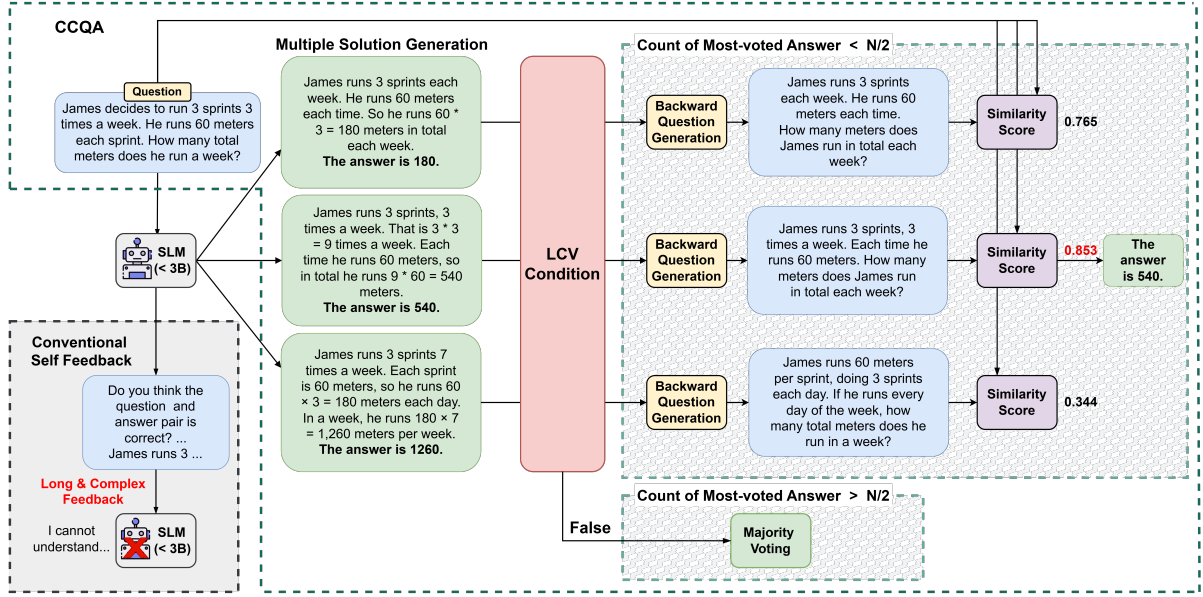 CCQA
Question
James decides to run 3 sprints 3
times a week. He runs 60 meters
each sprint. How many total
meters does he run a week?
SLM
(< 3B)
Conventional
Self Feedback
Do you think the
question and
answer pair is
correct? ...
James runs 3 ...
Long & Complex
Feedback
I cannot
understand...
SLM
(< 3B)
Multiple Solution Generation
James runs 3 sprints each
week. He runs 60 meters
each time. So he runs 60 *
3 = 180 meters in total
each week.
The answer is 180.
James runs 3 sprints, 3
times a week. That is 3 * 3
= 9 times a week. Each
time he runs 60 meters, so
in total he runs 9 * 60 = 540
meters.
The answer is 540.
James runs 3 sprints 7
times a week. Each sprint
is 60 meters, so he runs 60
× 3 = 180 meters each day.
In a week, he runs 180 × 7
= 1,260 meters per week.
The answer is 1260.
LCV
Condition
False
Count of Most-voted Answer < N/2
Backward
Question
Generation
James runs 3 sprints
each week. He runs 60
meters each time.
How many meters does
James run in total each
week?
Similarity
Score
0.765
Backward
Question
Generation
James runs 3 sprints, 3
times a week. Each time he
runs 60 meters. How many
meters does James run
in total each week?
Similarity
Score
0.853
The
answer
is 540.
Backward
Question
Generation
James runs 60 meters
per sprint, doing 3 sprints
each day. If he runs every
day of the week, how
many total meters does he
run in a week?
Similarity
Score
0.344
Count of Most-voted Answer > N/2
Majority
Voting